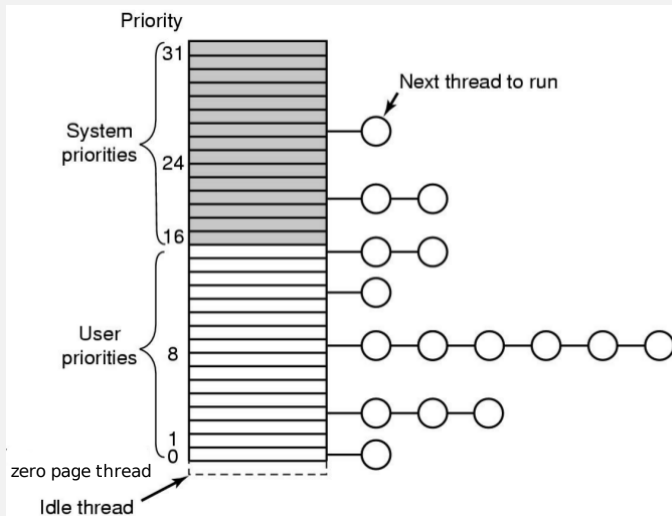 Priority
31
Next thread to run
System
priorities
24
16
User
priorities
8
1
0
zero page thread
Idle thread